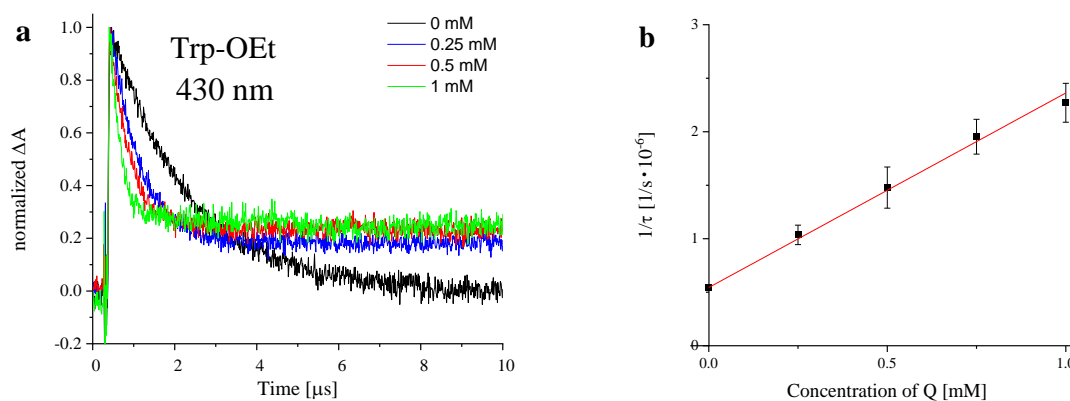 a
Trp-OEt
430 nm
0 mM
0.25 mM
0.5 mM
1 mM
normalized ΔA
1.0
0.8
0.6
0.4
0.2
0.0
-0.2
0
2
4
6
8
10
Time [μs]
b
1/τ [1/s·10⁻⁶]
3
2
1
0
0.0
0.5
1.0
Concentration of Q [mM]